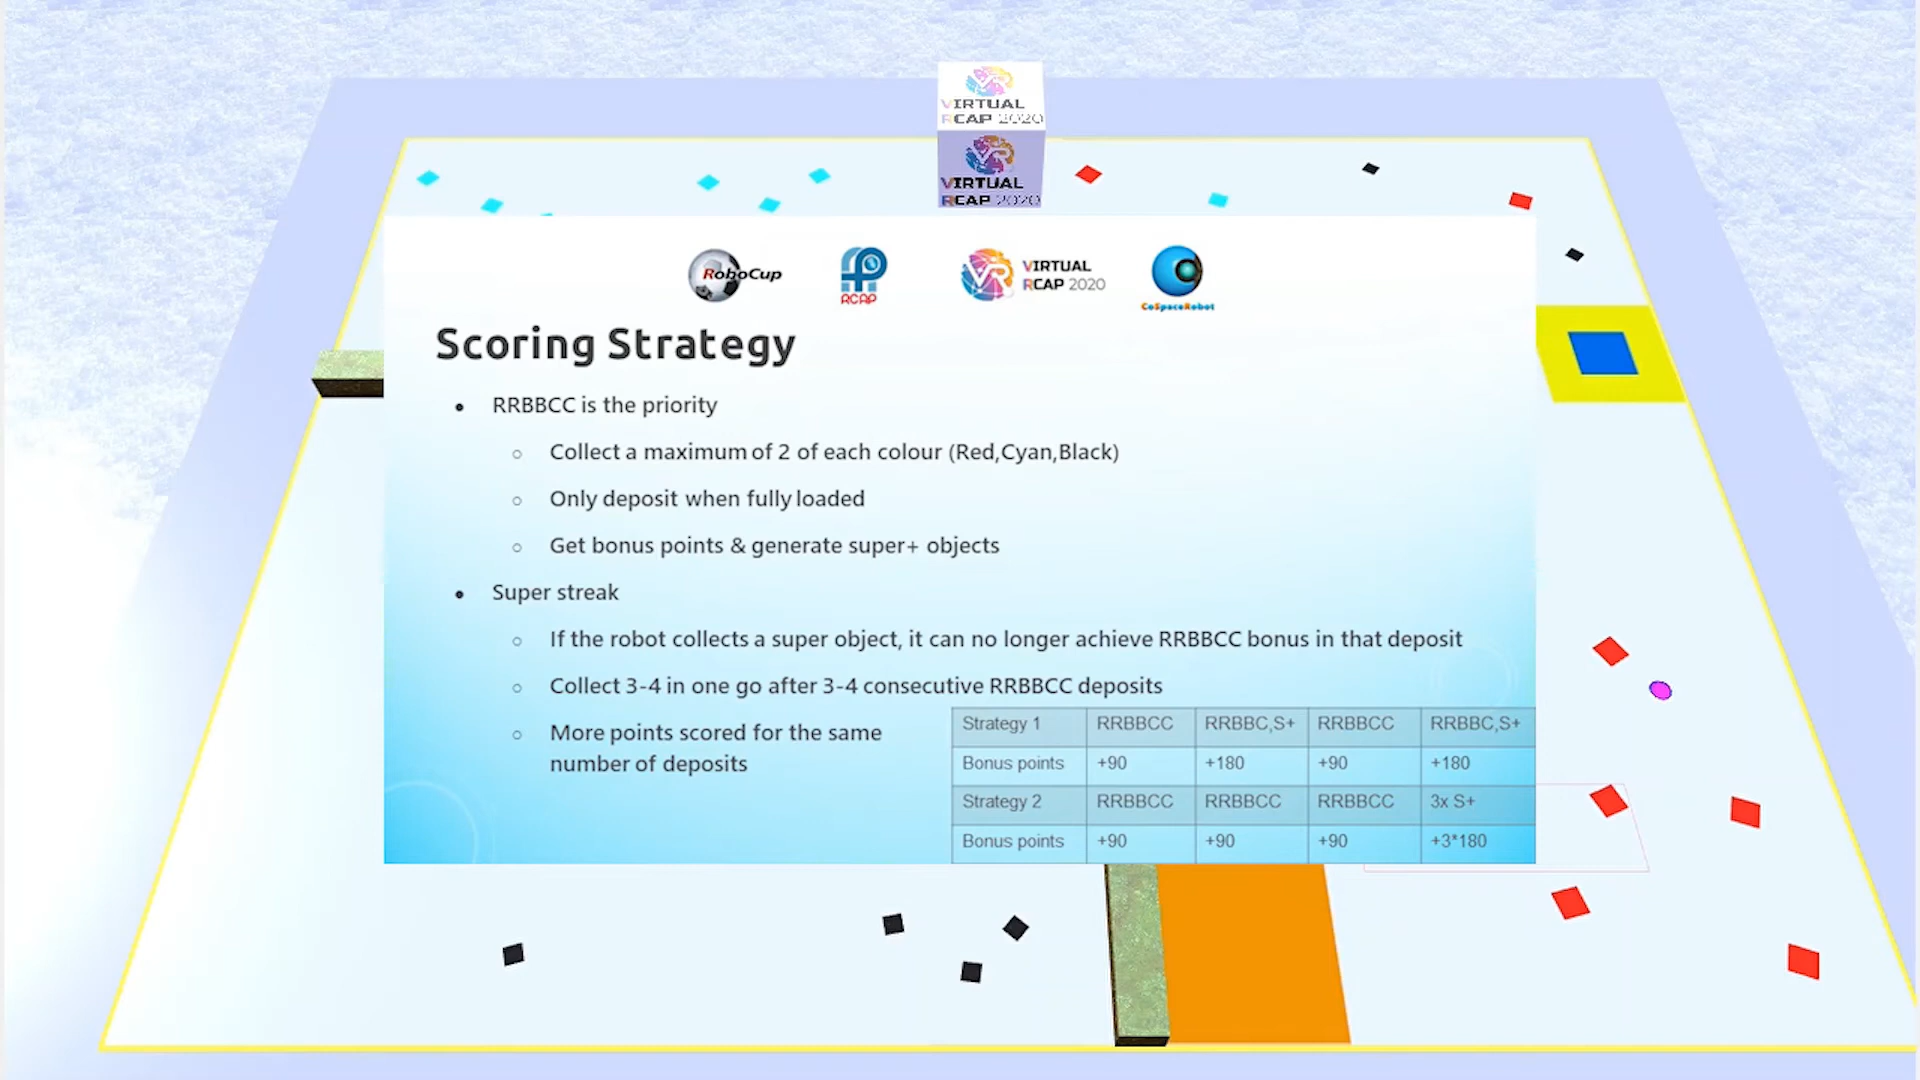 VIRTUAL
RCAP 2020
VIRTUAL
RCAP 2020
RoboCup
RCAP
VIRTUAL
RCAP 2020
CoSpaceRobot
Scoring Strategy
RRBBCC is the priority
Collect a maximum of 2 of each colour (Red,Cyan,Black)
Only deposit when fully loaded
Get bonus points & generate super+ objects
Super streak
If the robot collects a super object, it can no longer achieve RRBBCC bonus in that deposit
Collect 3-4 in one go after 3-4 consecutive RRBBCC deposits
More points scored for the same
number of deposits
Strategy 1 RRBBCC RRBBC,S+ RRBBCC RRBBC,S+
Bonus points +90 +180 +90 +180
Strategy 2 RRBBCC RRBBCC RRBBCC 3x S+
Bonus points +90 +90 +90 +3*180